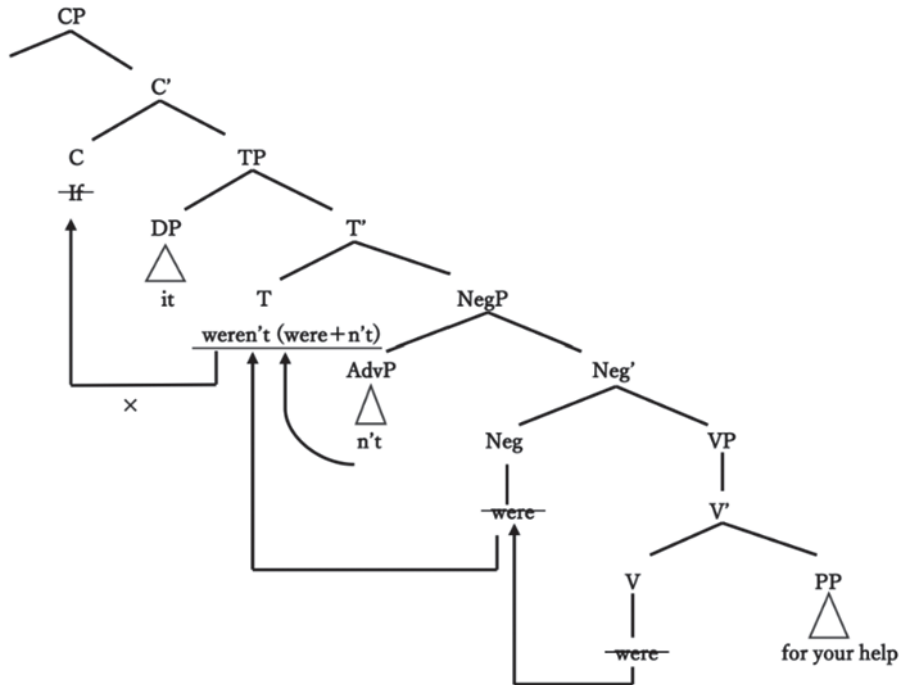 CP
C'
C TP
If
DP T'
it T NegP
weren't (were+n't)
AdvP Neg'
×
n't Neg VP
were V'
V PP
were for your help